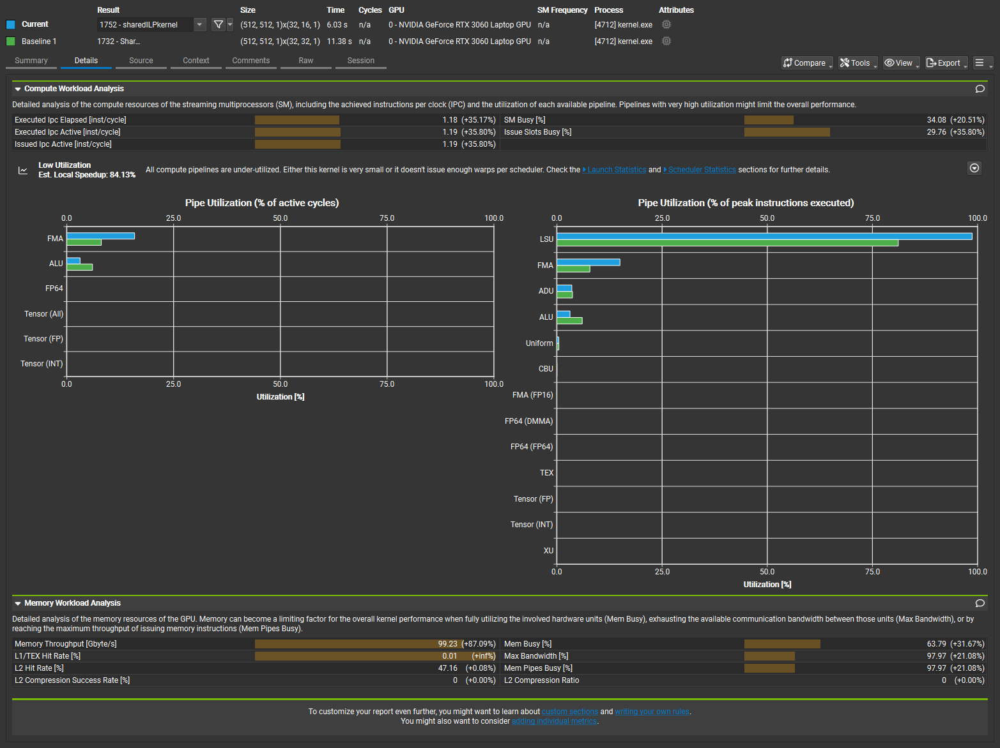 Result Size Time Cycles GPU SM Frequency Process Attributes
Current 1752 - sharedILPkernel (512, 512, 1)x(32, 16, 1) 6.03 s n/a 0 - NVIDIA GeForce RTX 3060 Laptop GPU n/a [4712] kernel.exe
Baseline 1 1732 - Shar... (512, 512, 1)x(32, 32, 1) 11.38 s n/a 0 - NVIDIA GeForce RTX 3060 Laptop GPU n/a [4712] kernel.exe
Summary Details Source Context Comments Raw Session Compare Tools View Export
Compute Workload Analysis
Detailed analysis of the compute resources of the streaming multiprocessors (SM), including the achieved instructions per clock (IPC) and the utilization of each available pipeline. Pipelines with very high utilization might limit the overall performance.
Executed Ipc Elapsed [inst/cycle] 1.18 (+35.17%) SM Busy [%] 34.08 (+20.51%)
Executed Ipc Active [inst/cycle] 1.19 (+35.80%) Issue Slots Busy [%] 29.76 (+35.80%)
Issued Ipc Active [inst/cycle] 1.19 (+35.80%)
Low Utilization
Est. Local Speedup: 84.13%
All compute pipelines are under-utilized. Either this kernel is very small or it doesn't issue enough warps per scheduler. Check the Launch Statistics and Scheduler Statistics sections for further details.
Pipe Utilization (% of active cycles)
0.0 25.0 50.0 75.0 100.0
FMA
ALU
FP64
Tensor (All)
Tensor (FP)
Tensor (INT)
0.0 25.0 50.0 75.0 100.0
Utilization [%]
Pipe Utilization (% of peak instructions executed)
0.0 25.0 50.0 75.0 100.0
LSU
FMA
ADU
ALU
Uniform
CBU
FMA (FP16)
FP64 (DMMA)
FP64 (FP64)
TEX
Tensor (FP)
Tensor (INT)
XU
0.0 25.0 50.0 75.0 100.0
Utilization [%]
Memory Workload Analysis
Detailed analysis of the memory resources of the GPU. Memory can become a limiting factor for the overall kernel performance when fully utilizing the involved hardware units (Mem Busy), exhausting the available communication bandwidth between those units (Max Bandwidth), or by
reaching the maximum throughput of issuing memory instructions (Mem Pipes Busy).
Memory Throughput [Gbyte/s] 99.23 (+87.09%) Mem Busy [%] 63.79 (+31.67%)
L1/TEX Hit Rate [%] 0.01 (+inf%) Max Bandwidth [%] 97.97 (+21.08%)
L2 Hit Rate [%] 47.16 (+0.08%) Mem Pipes Busy [%] 97.97 (+21.08%)
L2 Compression Success Rate [%] 0 (+0.00%) L2 Compression Ratio 0 (+0.00%)
To customize your report even further, you might want to learn about custom sections and writing your own rules.
You might also want to consider adding individual metrics.